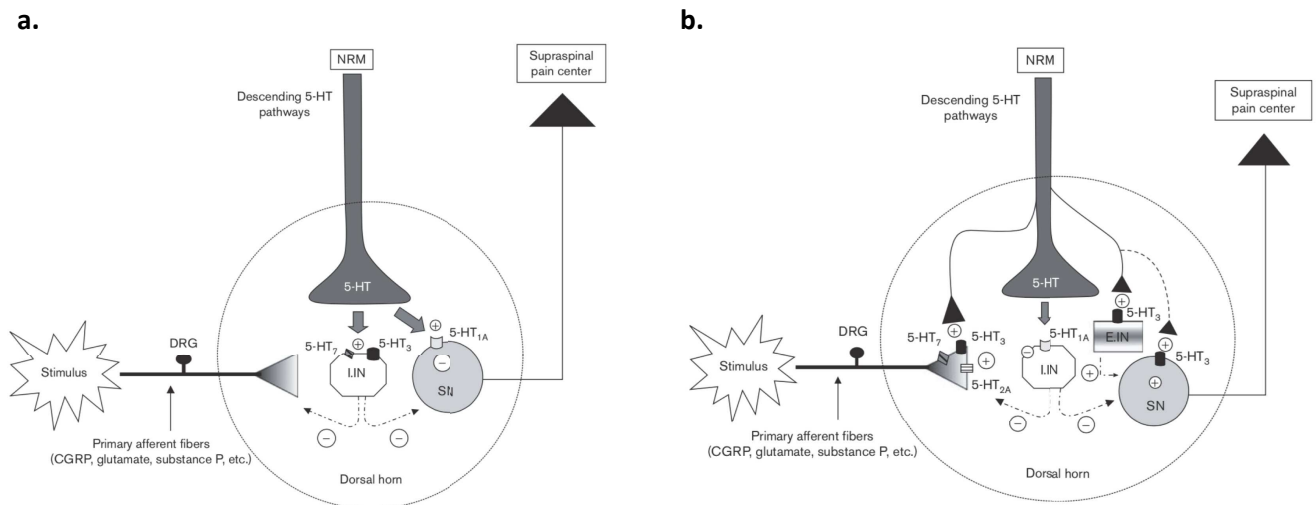 a.
NRM
Supraspinal
pain center
Descending 5-HT
pathways
5-HT
+
5-HT1A
5-HT7
+
5-HT3
−
DRG
Stimulus
I.IN
SN
−
−
Primary afferent fibers
(CGRP, glutamate, substance P, etc.)
Dorsal horn
b.
NRM
Supraspinal
pain center
Descending 5-HT
pathways
5-HT
+
5-HT3
+
5-HT7
+
5-HT3
5-HT1A
E.IN
DRG
−
5-HT3
Stimulus
+
I.IN
+
5-HT2A
+
SN
−
−
Primary afferent fibers
(CGRP, glutamate, substance P, etc.)
Dorsal horn